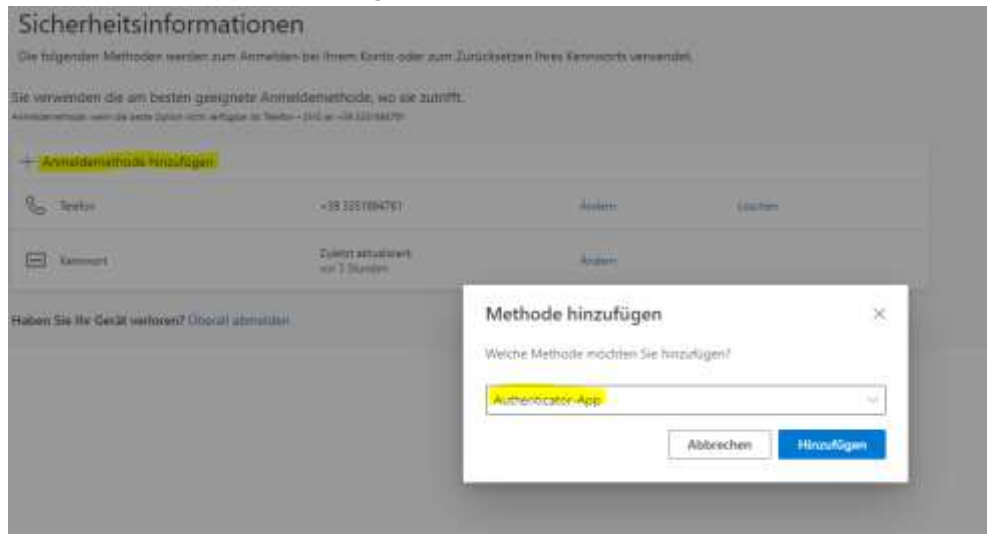 Sicherheitsinformationen
Die folgenden Methoden werden zum Anmelden bei Ihrem Konto oder zum Zurücksetzen Ihres Kennworts verwendet.
Sie verwenden die am besten geeignete Anmeldemethode, wo sie zutrifft.
+ Anmeldemethode hinzufügen
Telefon Ändern Löschen
Kennwort Zuletzt aktualisiert: vor 3 Stunden Ändern
Haben Sie Ihr Gerät verloren? Überall abmelden
Methode hinzufügen
Welche Methode möchten Sie hinzufügen?
Authenticator-App
Abbrechen Hinzufügen